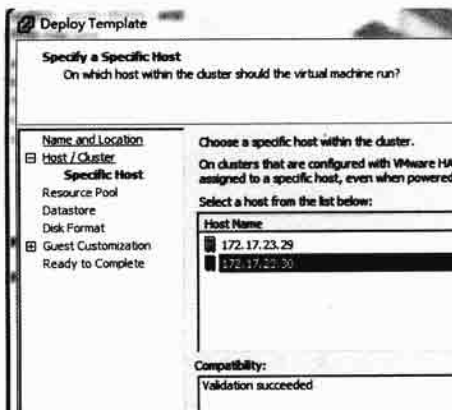 Deploy Template
Specify a Specific Host
On which host within the cluster should the virtual machine run?
Name and Location
Host / Cluster
Specific Host
Resource Pool
Datastore
Disk Format
Guest Customization
Ready to Complete
Choose a specific host within the cluster.
On clusters that are configured with VMware HA
assigned to a specific host, even when powered
Select a host from the list below:
Host Name
172.17.23.29
172.17.23.30
Compatibility:
Validation succeeded